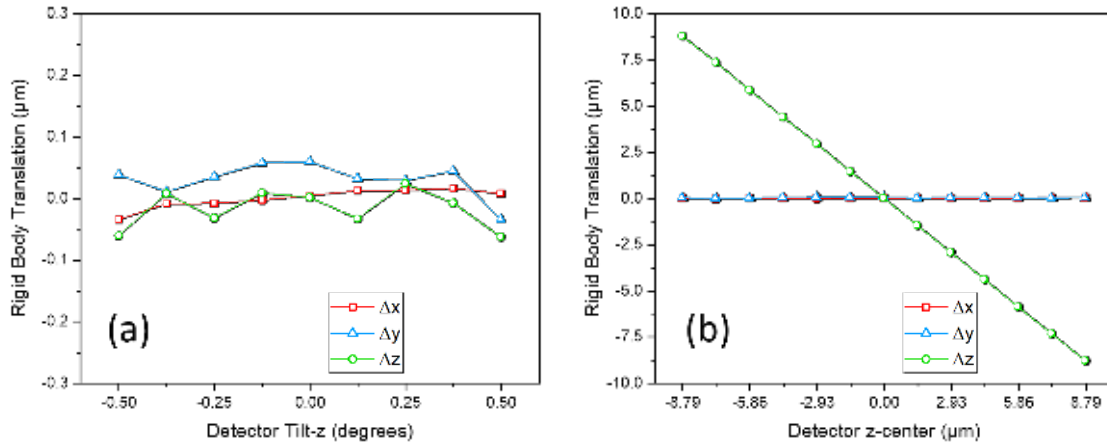 0.3
0.2
0.1
0.0
-0.1
-0.2
-0.3
Rigid Body Translation (µm)
-0.50
-0.25
0.00
0.25
0.50
Detector Tilt-z (degrees)
(a)
Δx
Δy
Δz
10.0
7.5
5.0
2.5
0.0
-2.5
-5.0
-7.5
-10.0
Rigid Body Translation (µm)
-8.79
-5.86
-2.93
0.00
2.93
5.86
8.79
Detector z-center (µm)
(b)
Δx
Δy
Δz